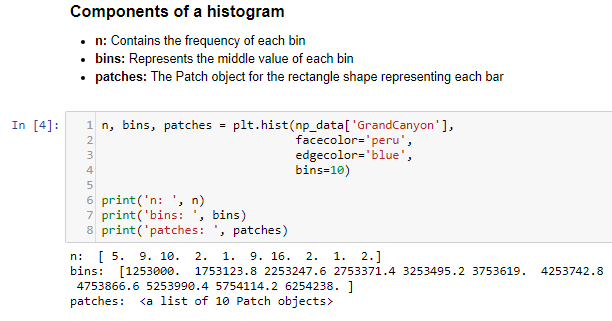 Components of a histogram
• n: Contains the frequency of each bin
• bins: Represents the middle value of each bin
• patches: The Patch object for the rectangle shape representing each bar
In [4]:
1 n, bins, patches = plt.hist(np_data['GrandCanyon'],
2 facecolor='peru',
3 edgecolor='blue',
4 bins=10)
5
6 print('n: ', n)
7 print('bins: ', bins)
8 print('patches: ', patches)
n:  [ 5.  9. 10.  2.  1.  9. 16.  2.  1.  2.]
bins:  [1253000.  1753123.8 2253247.6 2753371.4 3253495.2 3753619.  4253742.8
4753866.6 5253990.4 5754114.2 6254238. ]
patches:  <a list of 10 Patch objects>